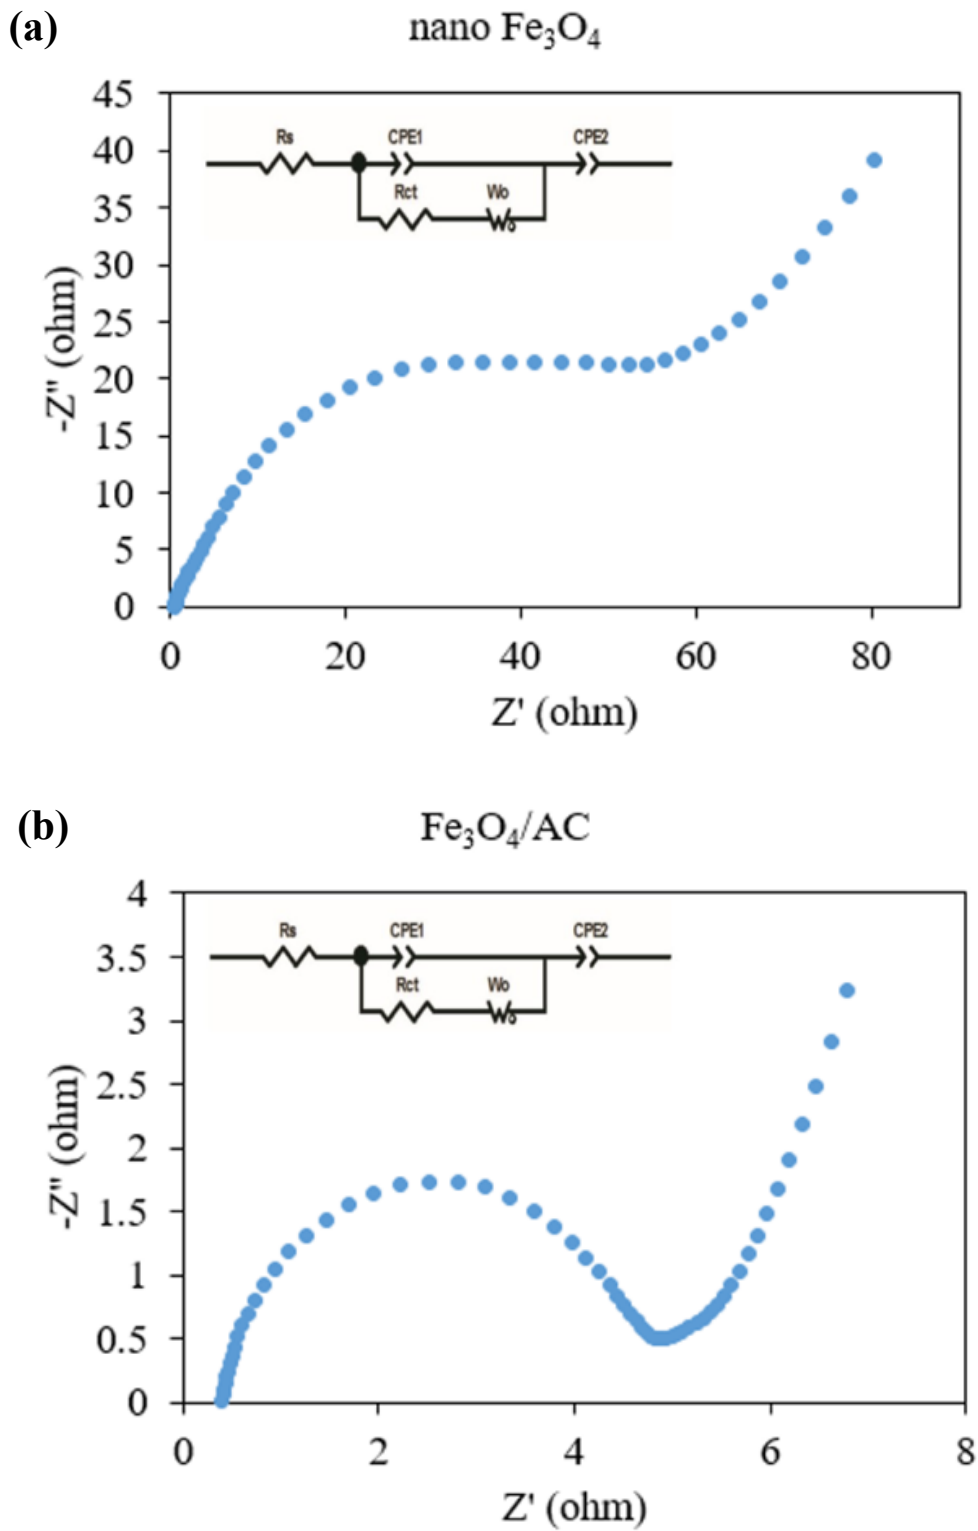 (a)
nano Fe₃O₄
45
40
35
30
25
20
15
10
5
0
-Z'' (ohm)
Rs
CPE1
CPE2
Rct
Wo
0 20 40 60 80
Z' (ohm)
(b)
Fe₃O₄/AC
4
3.5
3
2.5
2
1.5
1
0.5
0
-Z'' (ohm)
Rs
CPE1
CPE2
Rct
Wo
0 2 4 6 8
Z' (ohm)